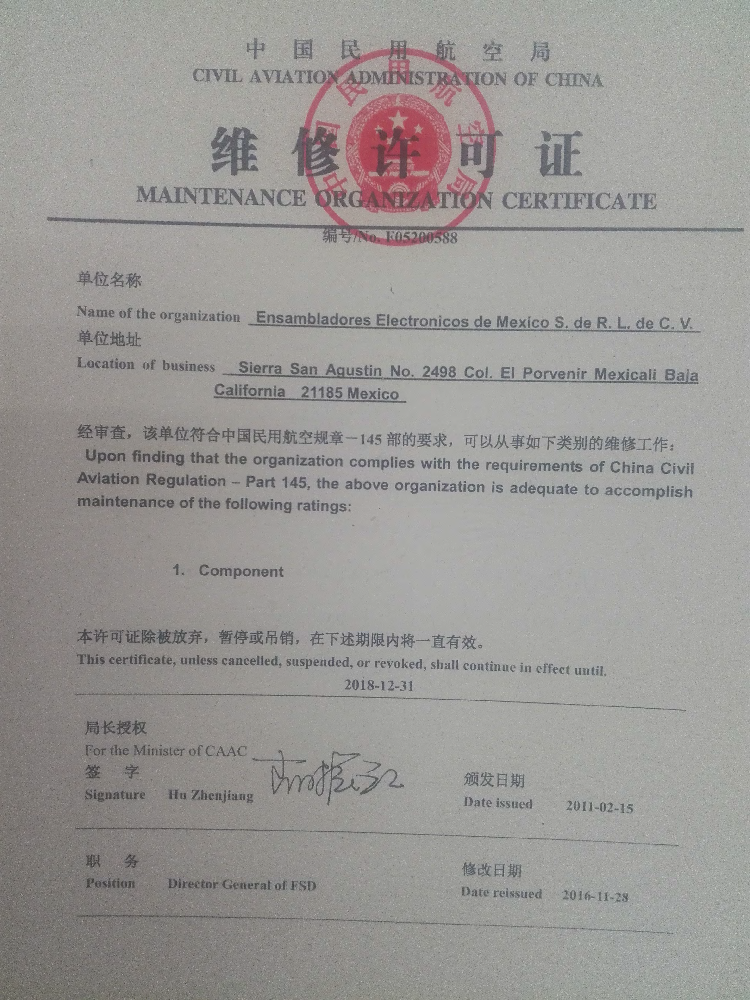 中国民用航空局
CIVIL AVIATION ADMINISTRATION OF CHINA
维修许可证
MAINTENANCE ORGANIZATION CERTIFICATE
编号/No. F05200588
单位名称
Name of the organization Ensambladores Electronicos de Mexico S. de R. L. de C. V.
单位地址
Location of business Sierra San Agustin No. 2498 Col. El Porvenir Mexicali Baja
California 21185 Mexico
经审查，该单位符合中国民用航空规章－145 部的要求，可以从事如下类别的维修工作：
Upon finding that the organization complies with the requirements of China Civil
Aviation Regulation – Part 145, the above organization is adequate to accomplish
maintenance of the following ratings:
1. Component
本许可证除被放弃，暂停或吊销，在下述期限内将一直有效。
This certificate, unless cancelled, suspended, or revoked, shall continue in effect until.
2018-12-31
局长授权
For the Minister of CAAC
签 字
Signature Hu Zhenjiang
颁发日期
Date issued 2011-02-15
职 务
Position Director General of FSD
修改日期
Date reissued 2016-11-28